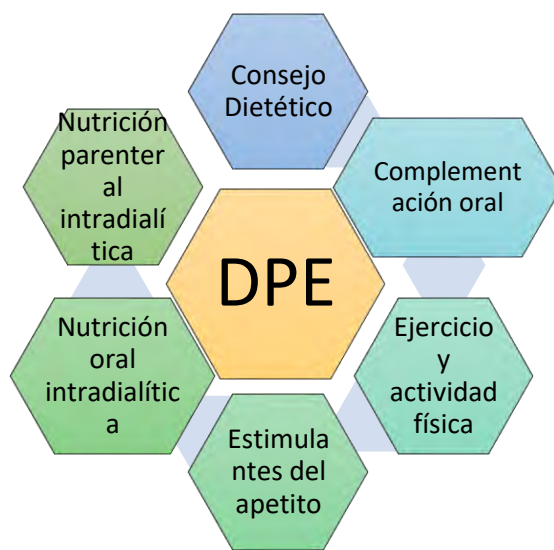 Consejo
Dietético
Complement
ación oral
Ejercicio
y
actividad
física
Estimula
ntes del
apetito
Nutrición
oral
intradialític
a
Nutrición
parenter
al
intradialí
tica
DPE